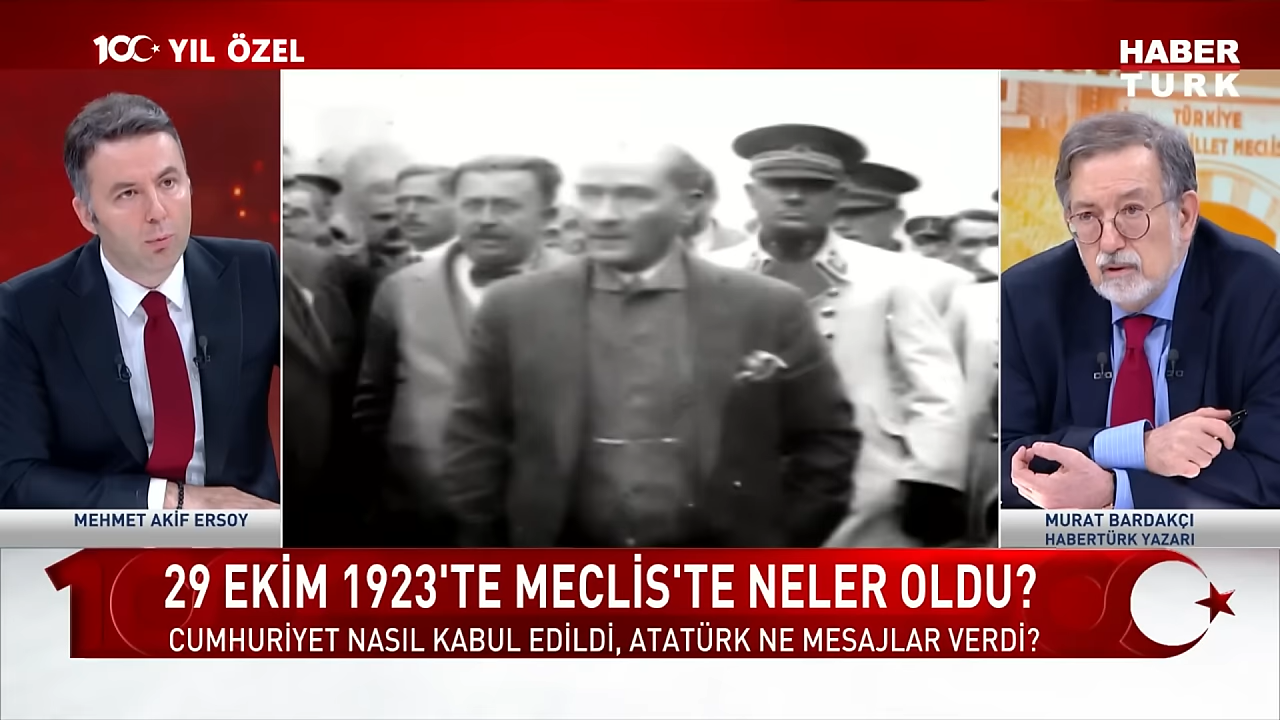 100 YIL ÖZEL
HABER
TURK
TÜRKİYE
MİLLET MECLİS
MEHMET AKİF ERSOY
MURAT BARDAKÇI
HABERTÜRK YAZARI
29 EKİM 1923'TE MECLİS'TE NELER OLDU?
CUMHURİYET NASIL KABUL EDİLDİ, ATATÜRK NE MESAJLAR VERDİ?